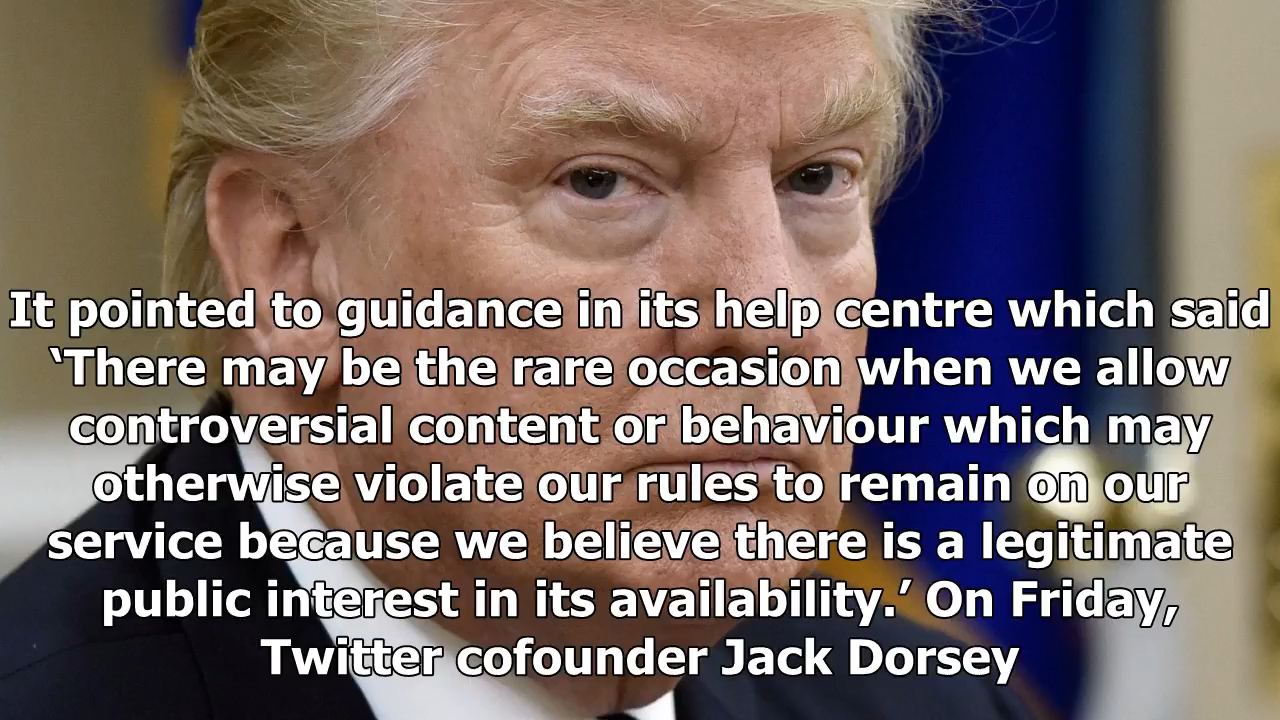 It pointed to guidance in its help centre which said
‘There may be the rare occasion when we allow
controversial content or behaviour which may
otherwise violate our rules to remain on our
service because we believe there is a legitimate
public interest in its availability.’ On Friday,
Twitter cofounder Jack Dorsey